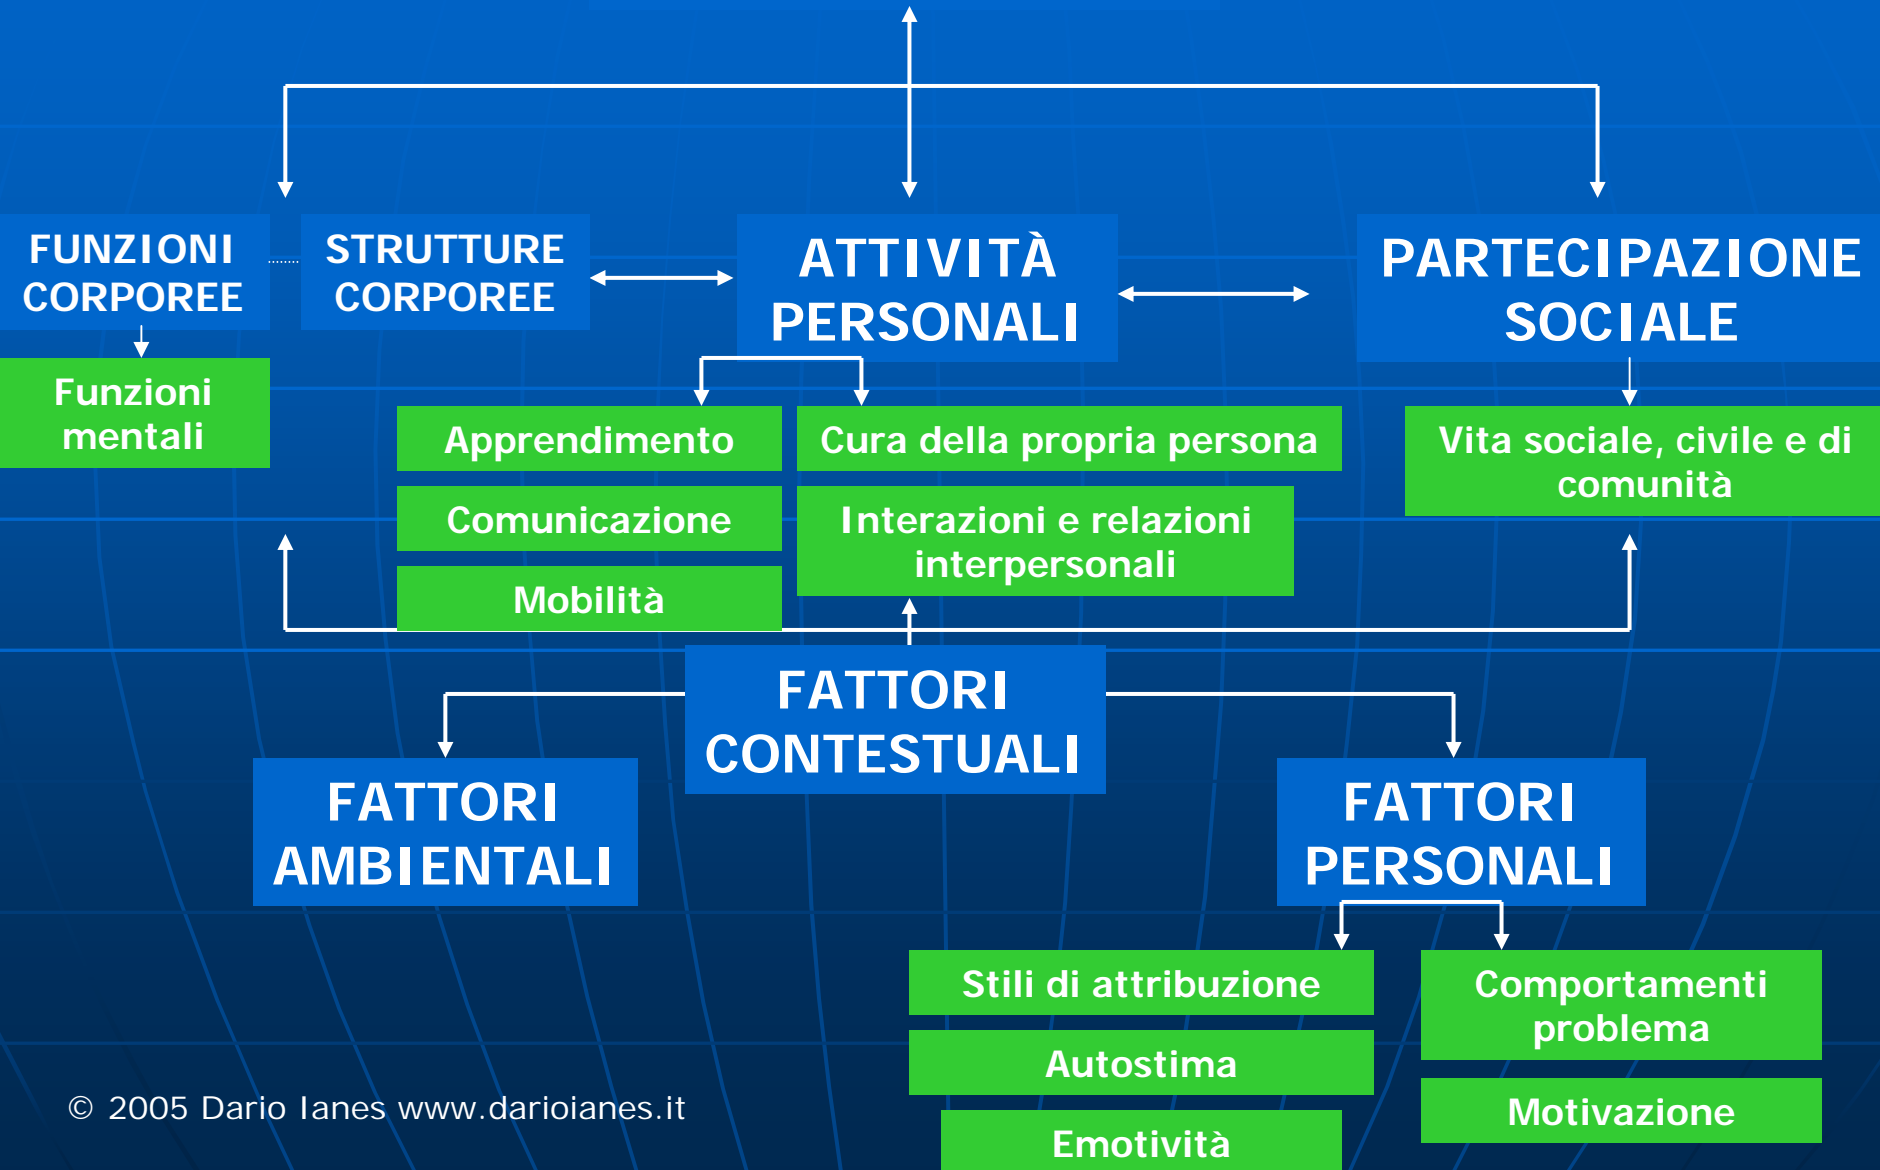 FUNZIONI
CORPOREE
STRUTTURE
CORPOREE
ATTIVITÀ
PERSONALI
PARTECIPAZIONE
SOCIALE
Funzioni
mentali
Apprendimento
Cura della propria persona
Vita sociale, civile e di
comunità
Comunicazione
Interazioni e relazioni
interpersonali
Mobilità
FATTORI
CONTESTUALI
FATTORI
AMBIENTALI
FATTORI
PERSONALI
Stili di attribuzione
Comportamenti
problema
Autostima
Motivazione
Emotività
© 2005 Dario Ianes www.darioianes.it